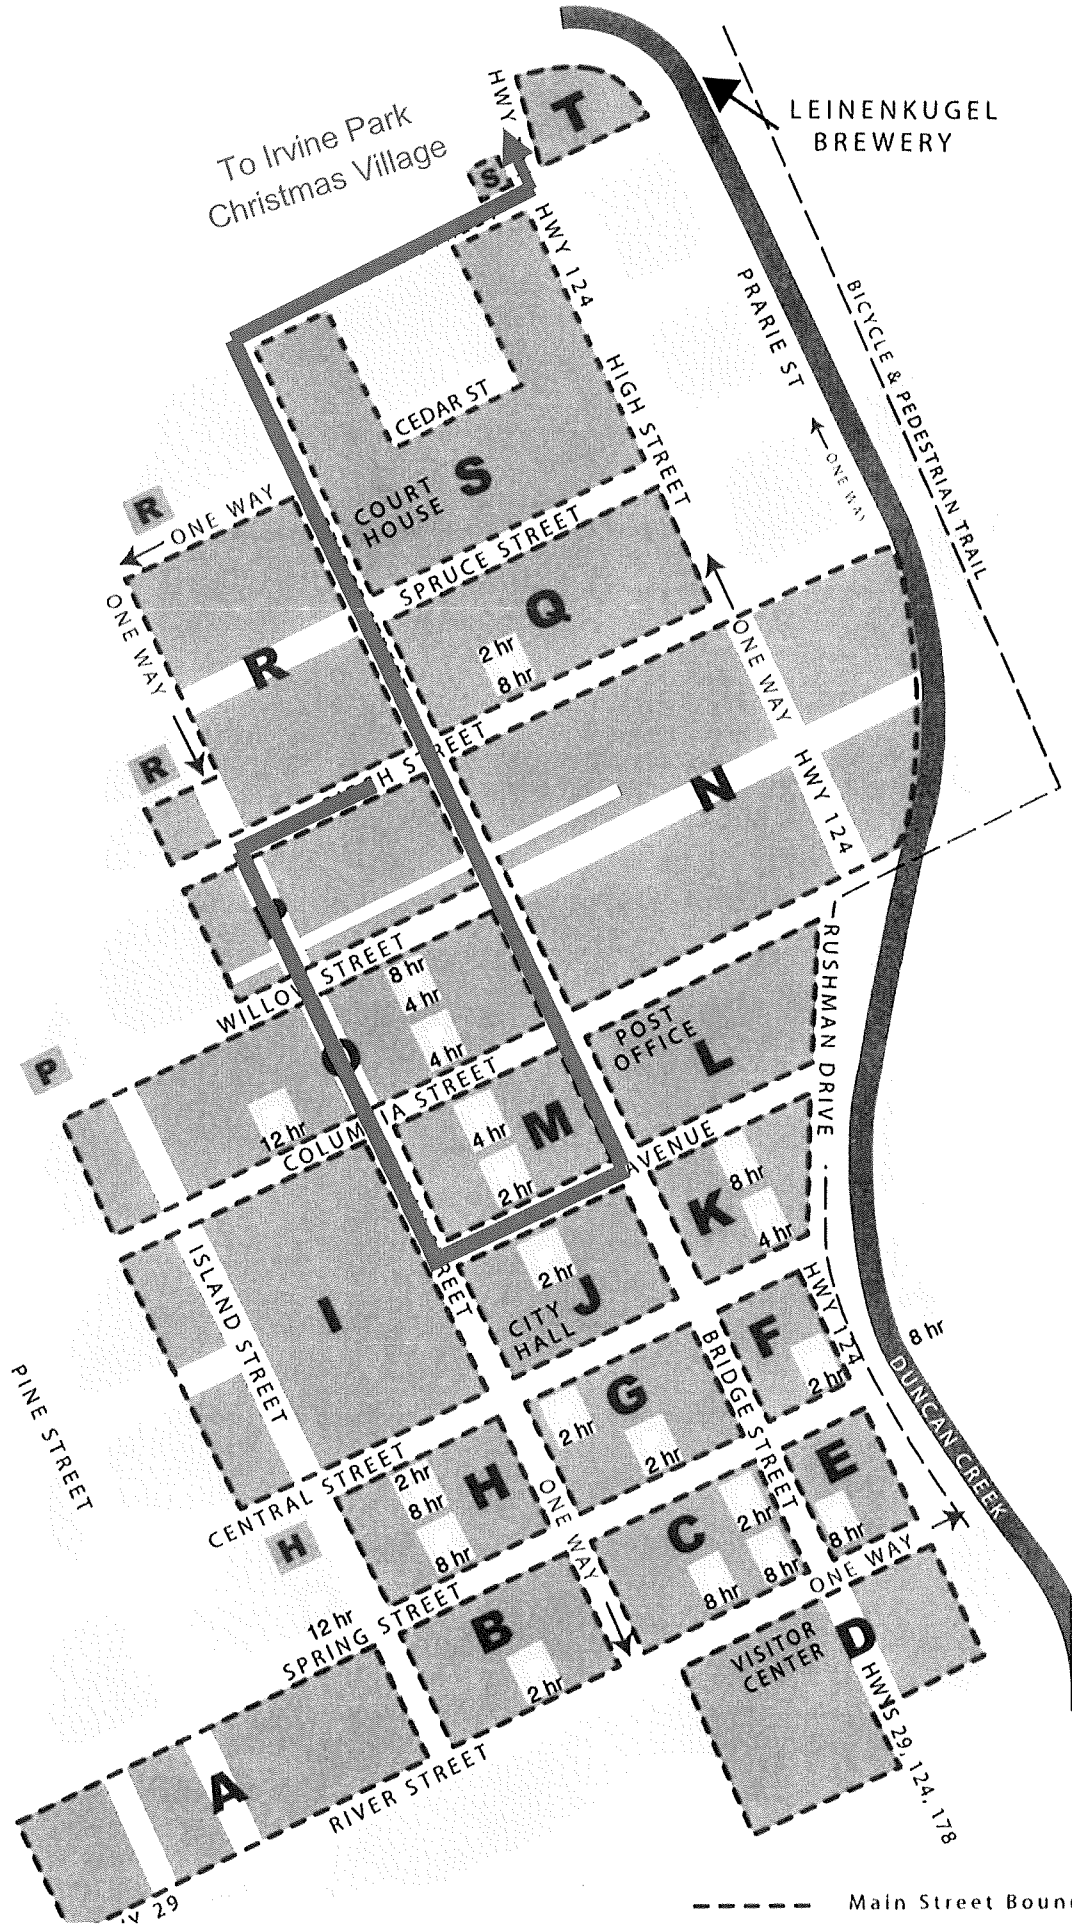 HWY
T
LEINENKUGEL
BREWERY
To Irvine Park
Christmas Village
S
HWY 124
PRARIE ST
BICYCLE & PEDESTRIAN TRAIL
HIGH STREET
CEDAR ST
S
COURT
HOUSE
ONE WAY
R
ONE WAY
SPRUCE STREET
Q
ONE WAY
R
2 hr
8 hr
ONE WAY
R
N
HWY 124
RUSHMAN DRIVE
WILLOW STREET
8 hr
4 hr
4 hr
P
O
POST
OFFICE
L
12 hr
4 hr
M
2 hr
AVENUE
8 hr
K
4 hr
ISLAND STREET
I
2 hr
J
CITY
HALL
HWY 124
F
2 hr
8 hr
DUNCAN CREEK
BRIDGE STREET
G
2 hr
2 hr
PINE STREET
CENTRAL STREET
2 hr
8 hr
H
8 hr
ONE WAY
E
8 hr
C
2 hr
8 hr
8 hr
H
ONE WAY
12 hr
SPRING STREET
B
2 hr
VISITOR
CENTER
D
HWYS 29, 124, 178
A
RIVER STREET
29
Main Street